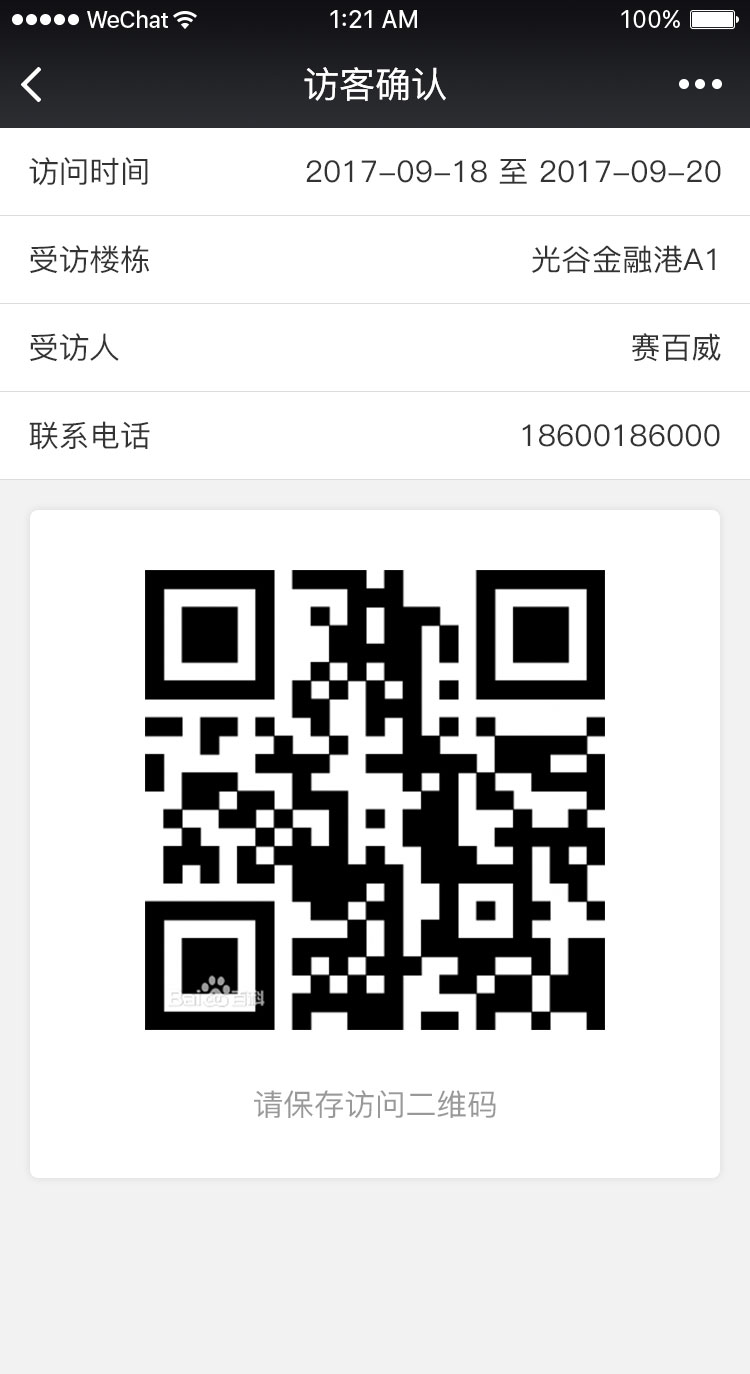 WeChat 1:21 AM 100%
访客确认
访问时间 2017-09-18 至 2017-09-20
受访楼栋 光谷金融港A1
受访人 赛百威
联系电话 18600186000
Bai百科
请保存访问二维码